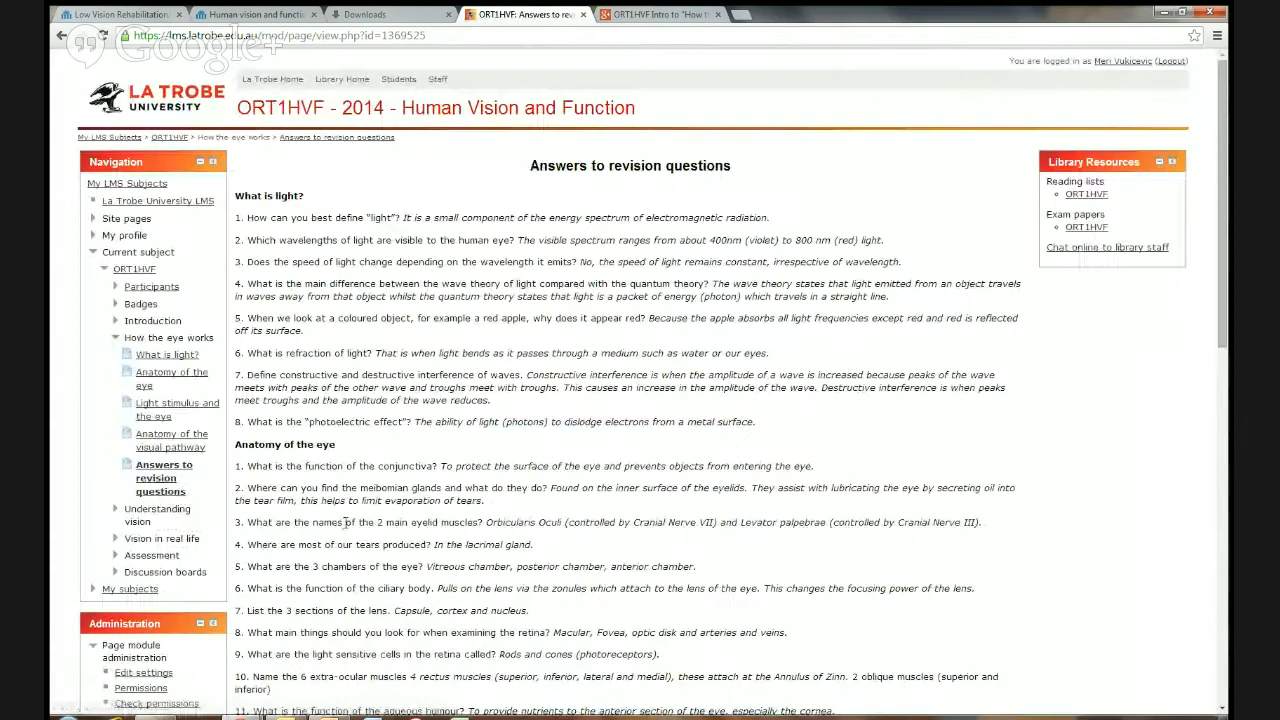 Low Vision Rehabilitation
Human vision and functi
Downloads
ORT1HVF: Answers to rev
ORT1HVF Intro to "How th
https://lms.latrobe.edu.au/mod/page/view.php?id=1369525
Google+
You are logged in as Meri Vukicevic (Logout)
La Trobe Home Library Home Students Staff
LA TROBE
UNIVERSITY
ORT1HVF - 2014 - Human Vision and Function
My LMS Subjects > ORT1HVF > How the eye works > Answers to revision questions
Navigation
My LMS Subjects
La Trobe University LMS
Site pages
My profile
Current subject
ORT1HVF
Participants
Badges
Introduction
How the eye works
What is light?
Anatomy of the
eye
Light stimulus and
the eye
Anatomy of the
visual pathway
Answers to
revision
questions
Understanding
vision
Vision in real life
Assessment
Discussion boards
My subjects
Administration
Page module
administration
Edit settings
Permissions
Check permissions
Answers to revision questions
What is light?
1. How can you best define "light"? It is a small component of the energy spectrum of electromagnetic radiation.
2. Which wavelengths of light are visible to the human eye? The visible spectrum ranges from about 400nm (violet) to 800 nm (red) light.
3. Does the speed of light change depending on the wavelength it emits? No, the speed of light remains constant, irrespective of wavelength.
4. What is the main difference between the wave theory of light compared with the quantum theory? The wave theory states that light emitted from an object travels
in waves away from that object whilst the quantum theory states that light is a packet of energy (photon) which travels in a straight line.
5. When we look at a coloured object, for example a red apple, why does it appear red? Because the apple absorbs all light frequencies except red and red is reflected
off its surface.
6. What is refraction of light? That is when light bends as it passes through a medium such as water or our eyes.
7. Define constructive and destructive interference of waves. Constructive interference is when the amplitude of a wave is increased because peaks of the wave
meets with peaks of the other wave and troughs meet with troughs. This causes an increase in the amplitude of the wave. Destructive interference is when peaks
meet troughs and the amplitude of the wave reduces.
8. What is the "photoelectric effect"? The ability of light (photons) to dislodge electrons from a metal surface.
Anatomy of the eye
1. What is the function of the conjunctiva? To protect the surface of the eye and prevents objects from entering the eye.
2. Where can you find the meibomian glands and what do they do? Found on the inner surface of the eyelids. They assist with lubricating the eye by secreting oil into
the tear film, this helps to limit evaporation of tears.
3. What are the names of the 2 main eyelid muscles? Orbicularis Oculi (controlled by Cranial Nerve VII) and Levator palpebrae (controlled by Cranial Nerve III).
4. Where are most of our tears produced? In the lacrimal gland.
5. What are the 3 chambers of the eye? Vitreous chamber, posterior chamber, anterior chamber.
6. What is the function of the ciliary body. Pulls on the lens via the zonules which attach to the lens of the eye. This changes the focusing power of the lens.
7. List the 3 sections of the lens. Capsule, cortex and nucleus.
8. What main things should you look for when examining the retina? Macular, Fovea, optic disk and arteries and veins.
9. What are the light sensitive cells in the retina called? Rods and cones (photoreceptors).
10. Name the 6 extra-ocular muscles 4 rectus muscles (superior, inferior, lateral and medial), these attach at the Annulus of Zinn. 2 oblique muscles (superior and
inferior)
11. What is the function of the aqueous humour? To provide nutrients to the anterior section of the eye, especially the cornea.
Library Resources
Reading lists
ORT1HVF
Exam papers
ORT1HVF
Chat online to library staff